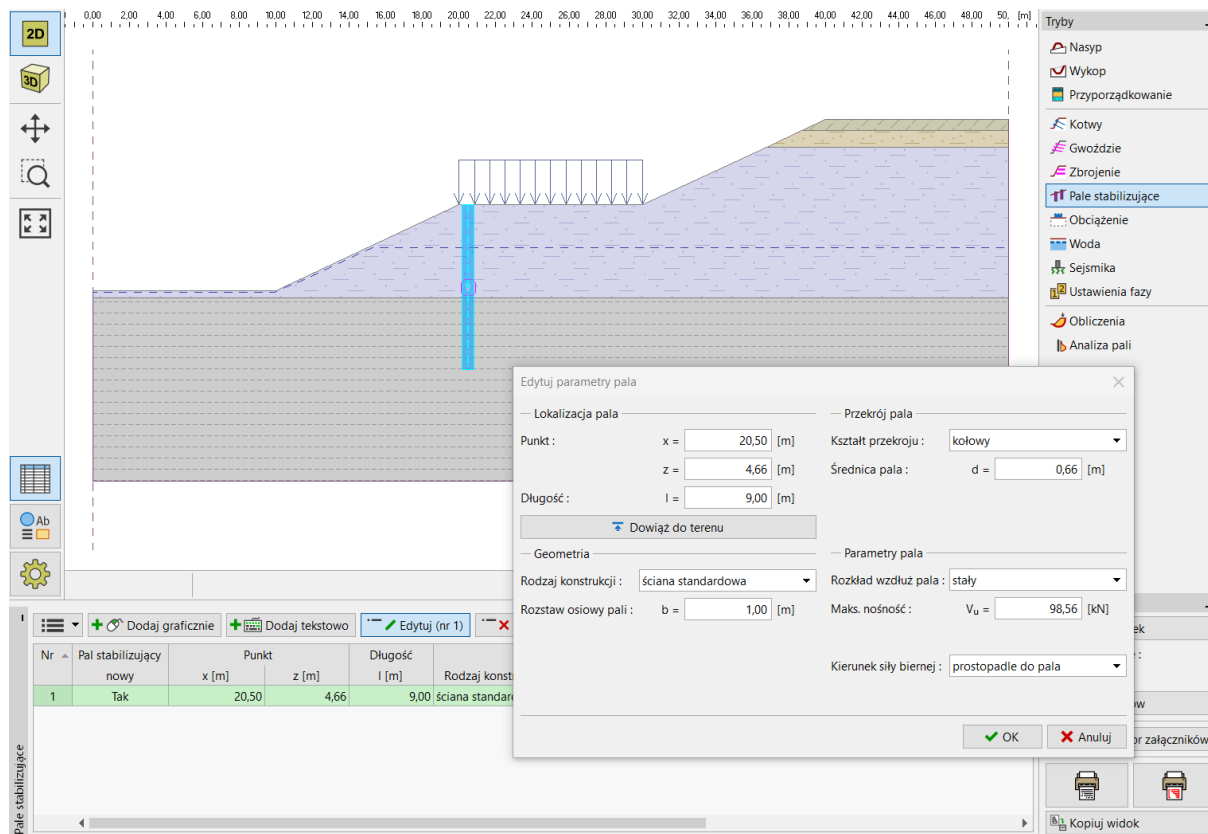 2D
3D
0,00 2,00 4,00 6,00 8,00 10,00 12,00 14,00 16,00 18,00 20,00 22,00 24,00 26,00 28,00 30,00 32,00 34,00 36,00 38,00 40,00 42,00 44,00 46,00 48,00 50, [m]
Tryby
Nasyp
Wykop
Przyporządkowanie
Kotwy
Gwoździe
Zbrojenie
Pale stabilizujące
Obciążenie
Woda
Sejsmika
Ustawienia fazy
Obliczenia
Analiza pali
Ab
Edytuj parametry pala
Lokalizacja pala
Punkt : x = 20,50 [m]
z = 4,66 [m]
Długość : l = 9,00 [m]
Dowiąż do terenu
Przekrój pala
Kształt przekroju : kołowy
Średnica pala : d = 0,66 [m]
Geometria
Rodzaj konstrukcji : ściana standardowa
Rozstaw osiowy pali : b = 1,00 [m]
Parametry pala
Rozkład wzdłuż pala : stały
Maks. nośność : Vu = 98,56 [kN]
Kierunek siły biernej : prostopadle do pala
OK Anuluj
Dodaj graficznie Dodaj tekstowo Edytuj (nr 1)
Nr Pal stabilizujący Punkt Długość
nowy x [m] z [m] l [m] Rodzaj konst
1 Tak 20,50 4,66 9,00 ściana standard
Pale stabilizujące
ek
:
ów
or załączników
Kopiuj widok